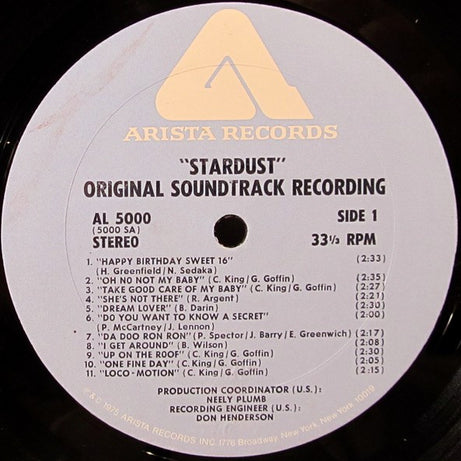 ARISTA RECORDS
"STARDUST"
ORIGINAL SOUNDTRACK RECORDING
AL 5000 SIDE 1
(5000 SA)
STEREO 33⅓ RPM
1. "HAPPY BIRTHDAY SWEET 16" (2:33)
(H. Greenfield/N. Sedaka)
2. "OH NO NOT MY BABY" (C. King/G. Goffin) (2:35)
3. "TAKE GOOD CARE OF MY BABY" (C. King/G. Goffin) (2:27)
4. "SHE'S NOT THERE" (R. Argent) (2:21)
5. "DREAM LOVER" (B. Darin) (2:30)
6. "DO YOU WANT TO KNOW A SECRET" (2:00)
(P. McCartney/J. Lennon)
7. "DA DOO RON RON" (P. Spector/J. Barry/E. Greenwich) (2:17)
8. "I GET AROUND" (B. Wilson) (2:08)
9. "UP ON THE ROOF" (C. King/G. Goffin) (2:30)
10. "ONE FINE DAY" (C. King/G. Goffin) (2:05)
11. "LOCO-MOTION" (C. King/G. Goffin) (2:15)
PRODUCTION COORDINATOR (U.S.):
NEELY PLUMB
RECORDING ENGINEER (U.S.):
DON HENDERSON
℗ & © 1975 ARISTA RECORDS INC. 1776 Broadway, New York, New York 10019